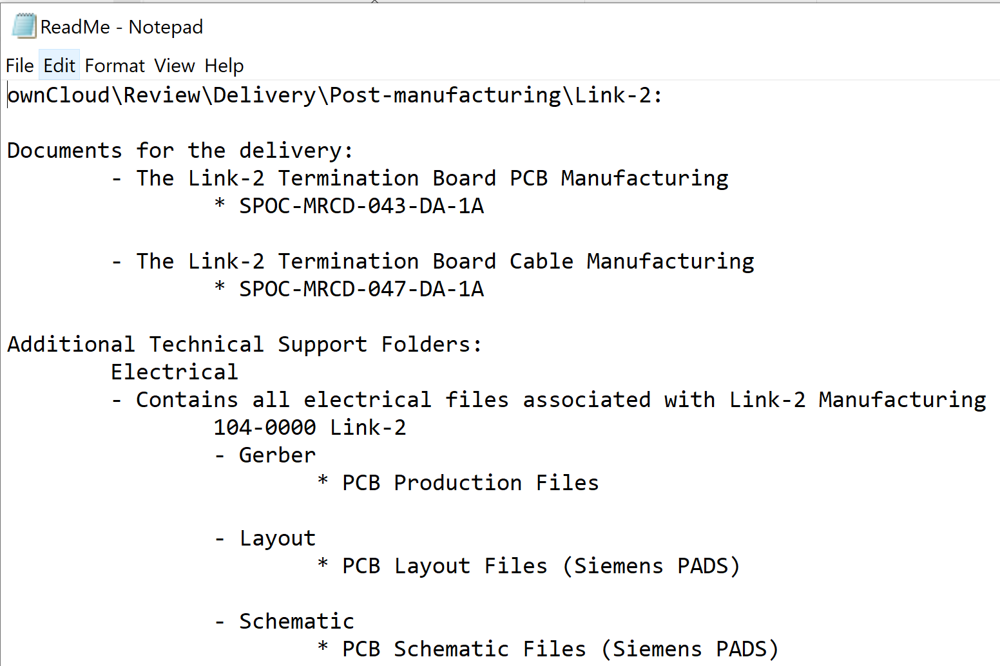 ReadMe - Notepad
File Edit Format View Help
ownCloud\Review\Delivery\Post-manufacturing\Link-2:
Documents for the delivery:
- The Link-2 Termination Board PCB Manufacturing
* SPOC-MRCD-043-DA-1A
- The Link-2 Termination Board Cable Manufacturing
* SPOC-MRCD-047-DA-1A
Additional Technical Support Folders:
Electrical
- Contains all electrical files associated with Link-2 Manufacturing
104-0000 Link-2
- Gerber
* PCB Production Files
- Layout
* PCB Layout Files (Siemens PADS)
- Schematic
* PCB Schematic Files (Siemens PADS)